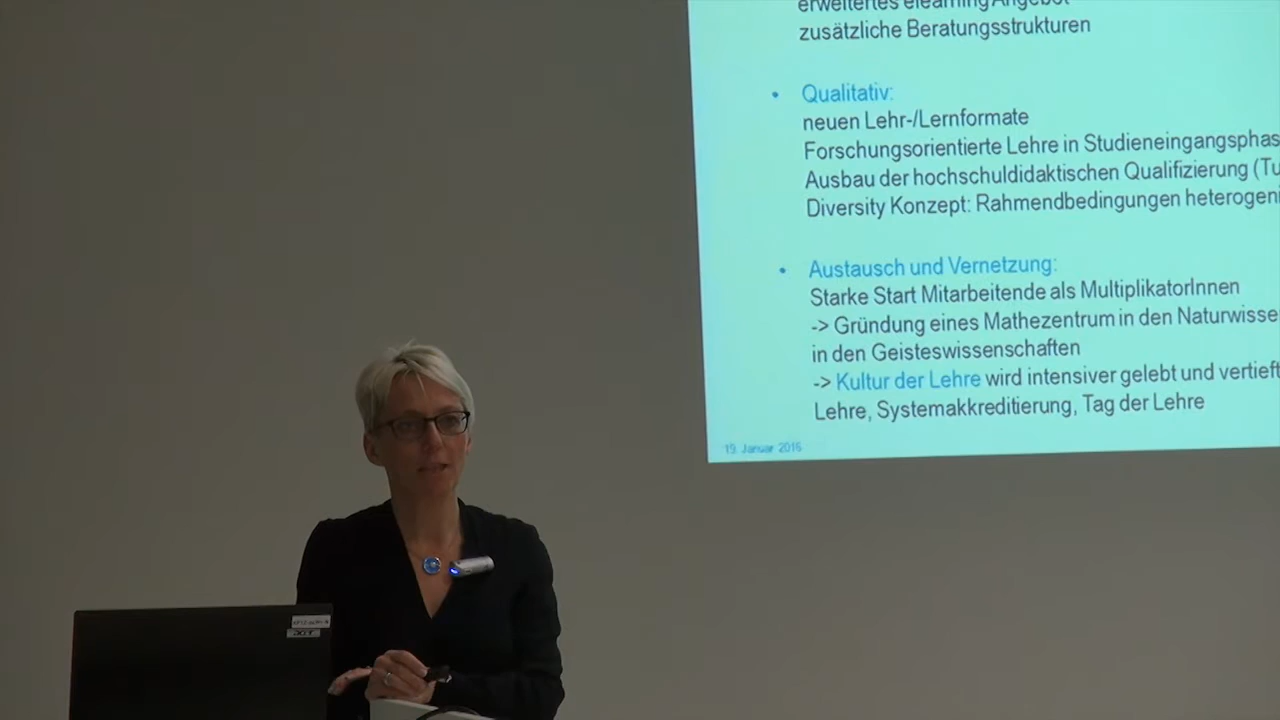 erweitertes elearning Angebot
zusätzliche Beratungsstrukturen
• Qualitativ:
neuen Lehr-/Lernformate
Forschungsorientierte Lehre in Studieneingangsphas
Ausbau der hochschuldidaktischen Qualifizierung (Tu
Diversity Konzept: Rahmendbedingungen heterogeni
• Austausch und Vernetzung:
Starke Start Mitarbeitende als MultiplikatorInnen
-> Gründung eines Mathezentrum in den Naturwisse
in den Geisteswissenschaften
-> Kultur der Lehre wird intensiver gelebt und vertieft
Lehre, Systemakkreditierung, Tag der Lehre
19. Januar 2016
acer